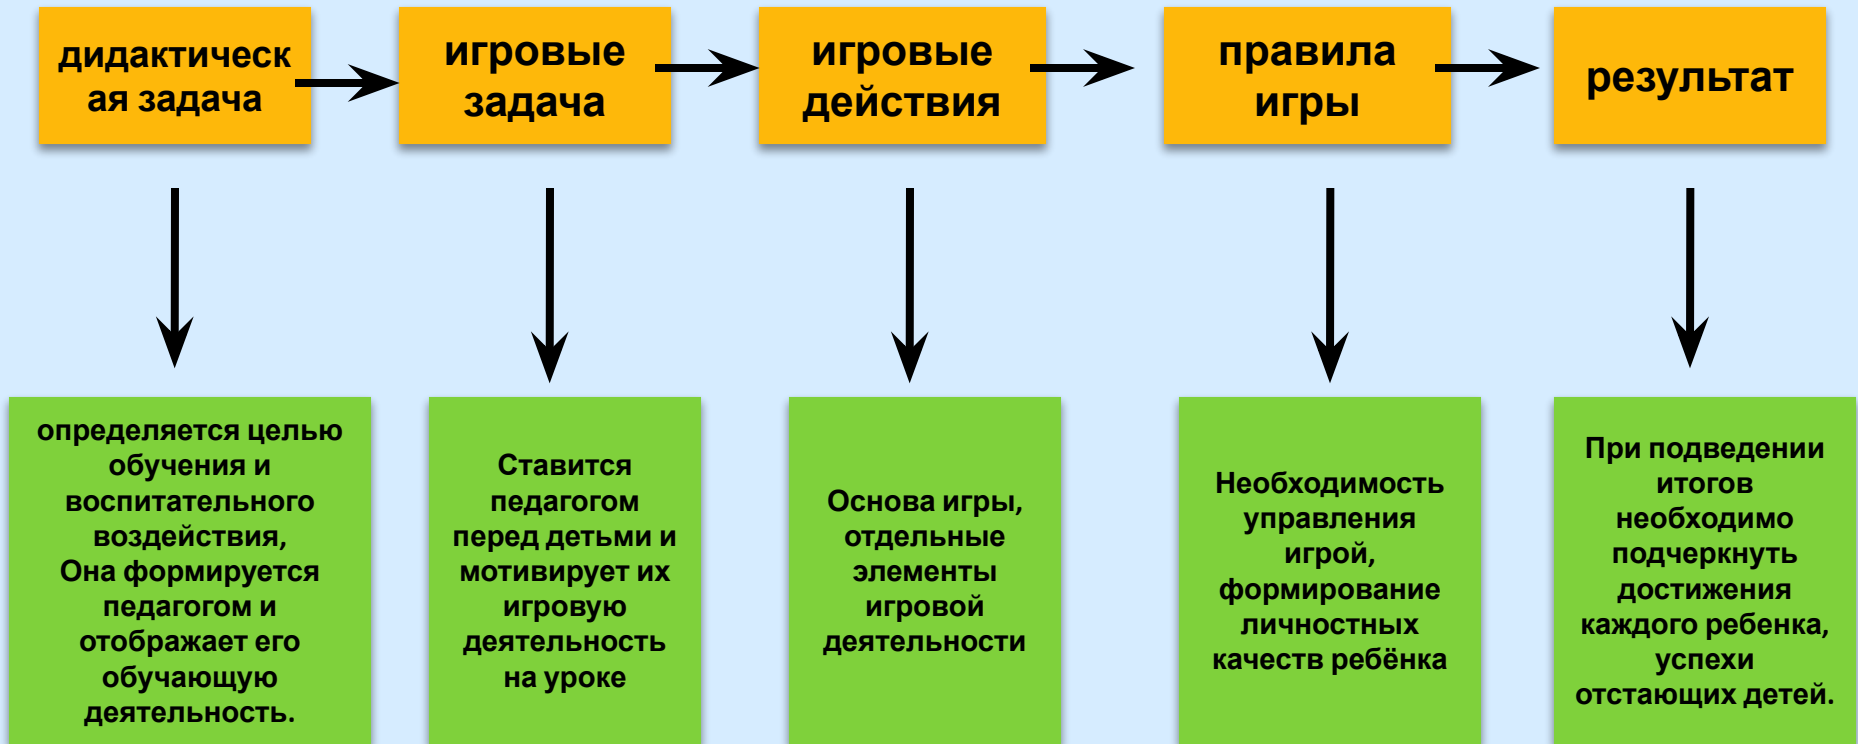 дидактическ
ая задача
игровые
задача
игровые
действия
правила
игры
результат
определяется целью
обучения и
воспитательного
воздействия,
Она формируется
педагогом и
отображает его
обучающую
деятельность.
Ставится
педагогом
перед детьми и
мотивирует их
игровую
деятельность
на уроке
Основа игры,
отдельные
элементы
игровой
деятельности
Необходимость
управления
игрой,
формирование
личностных
качеств ребёнка
При подведении
итогов
необходимо
подчеркнуть
достижения
каждого ребенка,
успехи
отстающих детей.